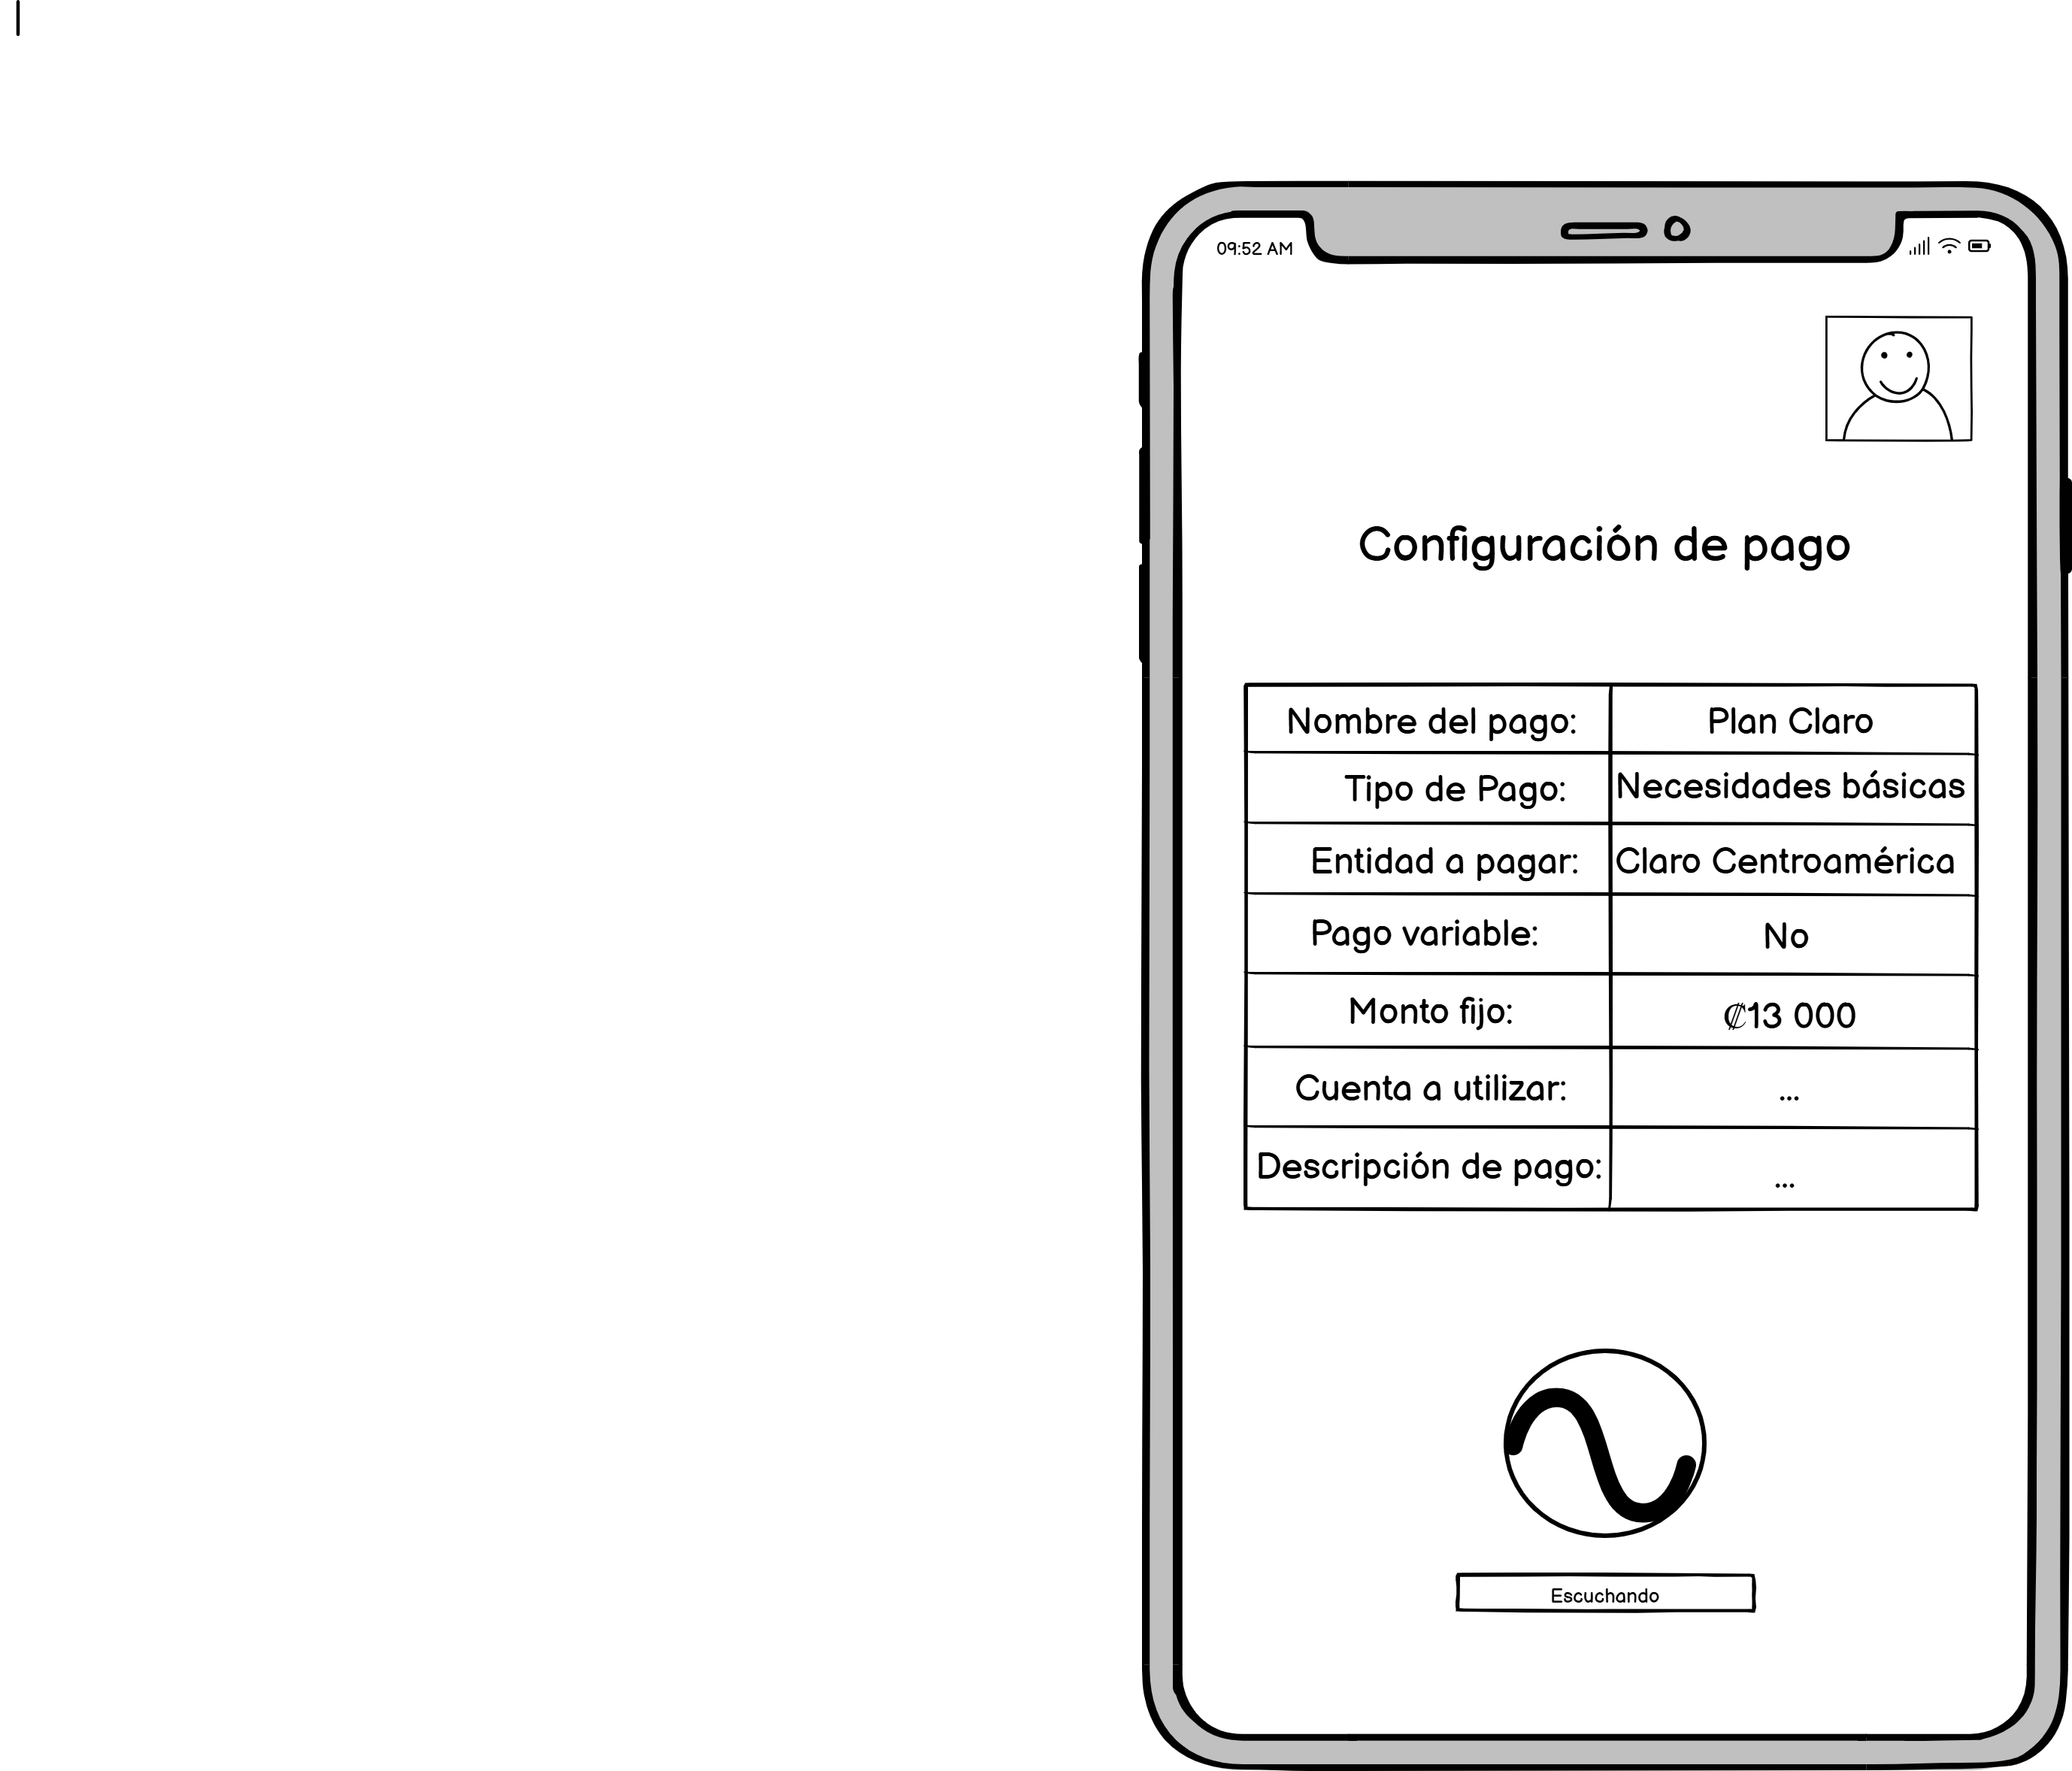 09:52 AM
Configuración de pago
Nombre del pago: Plan Claro
Tipo de Pago: Necesidades básicas
Entidad a pagar: Claro Centroamérica
Pago variable: No
Monto fijo: ₡13 000
Cuenta a utilizar: ...
Descripción de pago: ...
Escuchando